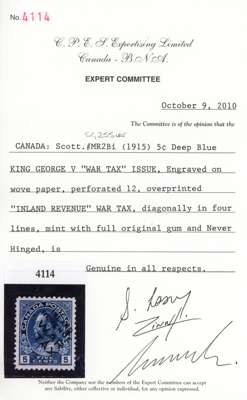 No. 4114
C. P. E. S. Expertising Limited
Canada - B.N.A.
EXPERT COMMITTEE
October 9, 2010
The Committee is of the opinion that the
CANADA: Scott.#MR2Bi (1915) 5¢ Deep Blue
KING GEORGE V "WAR TAX" ISSUE, Engraved on
wove paper, perforated 12, overprinted
"INLAND REVENUE" WAR TAX, diagonally in four
lines, mint with full original gum and Never
Hinged, is
Genuine in all respects.
4114
5 5
Neither the Company nor the members of the Expert Committee can accept
any liability, either collective or individual, for any opinion expressed.